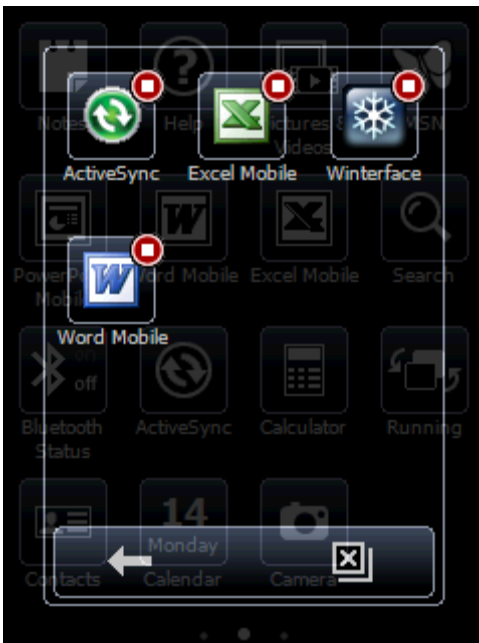 Notes Help Pictures & Videos MSN
ActiveSync Excel Mobile Winterface
PowerPoint Mobile Word Mobile Excel Mobile Search
Word Mobile
on
off
Bluetooth Status ActiveSync Calculator Running
14
Monday
Contacts Calendar Camera